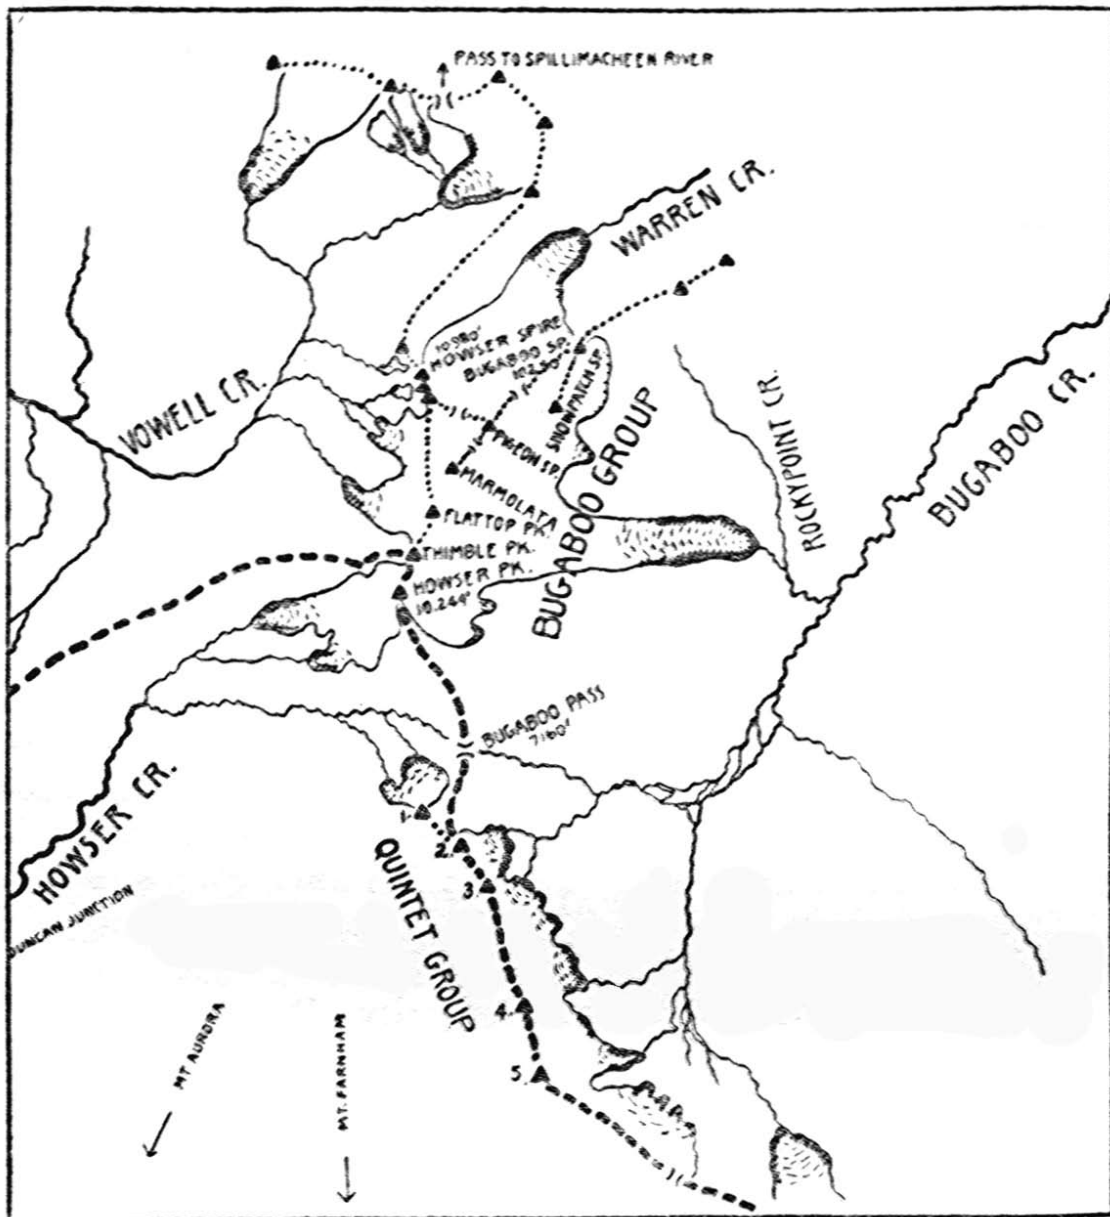 PASS TO SPILLIMACHEEN RIVER
WARREN CR.
10980'
HOWSER SPIRE
BUGABOO SP.
10250'
SNOWPATCH SP.
VOWELL CR.
PIGEON SP.
MARMOLATA
FLATTOP PK.
THIMBLE PK.
HOWSER PK.
10.244'
BUGABOO GROUP
ROCKYPOINT CR.
BUGABOO CR.
BUGABOO PASS
7160'
HOWSER CR.
DUNCAN JUNCTION
1
2.
3
4.
5.
QUINTET GROUP
MT AURORA
MT. FARNHAM